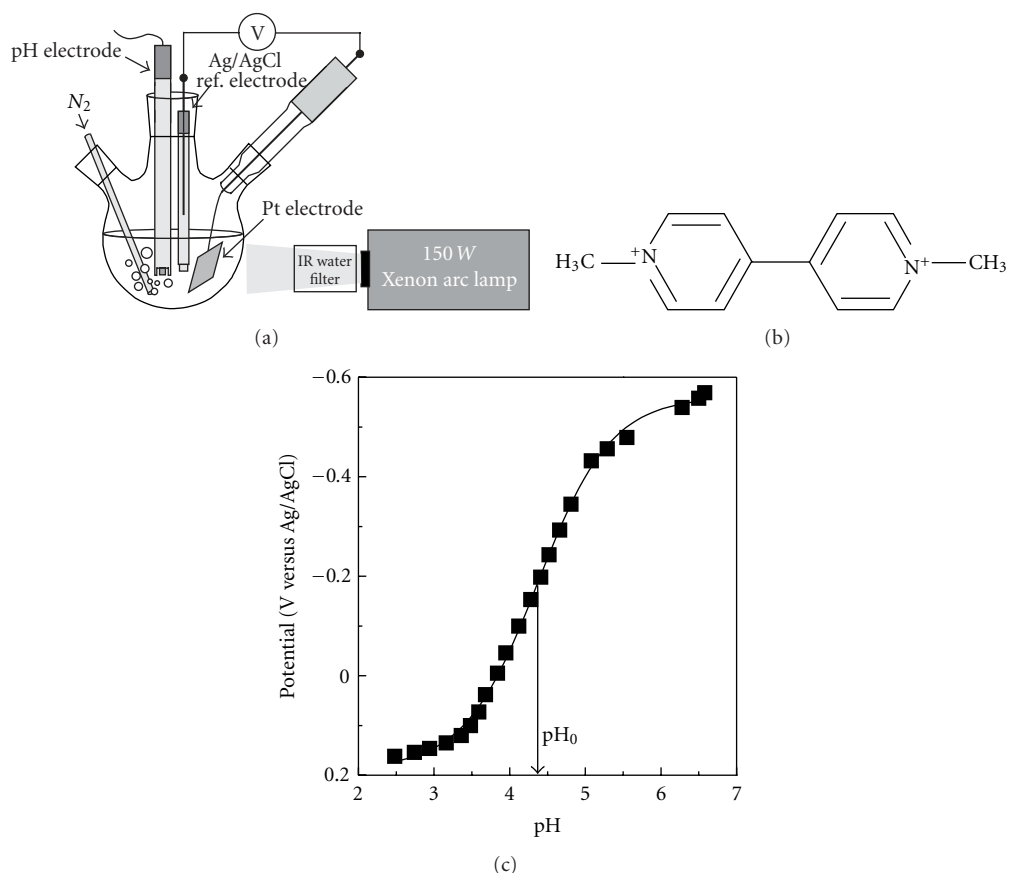 V
pH electrode
Ag/AgCl
ref. electrode
N₂
Pt electrode
IR water
filter
150 W
Xenon arc lamp
(a)
H₃C
⁺N
N⁺
CH₃
(b)
−0.6
−0.4
−0.2
0
0.2
Potential (V versus Ag/AgCl)
pH₀
2 3 4 5 6 7
pH
(c)